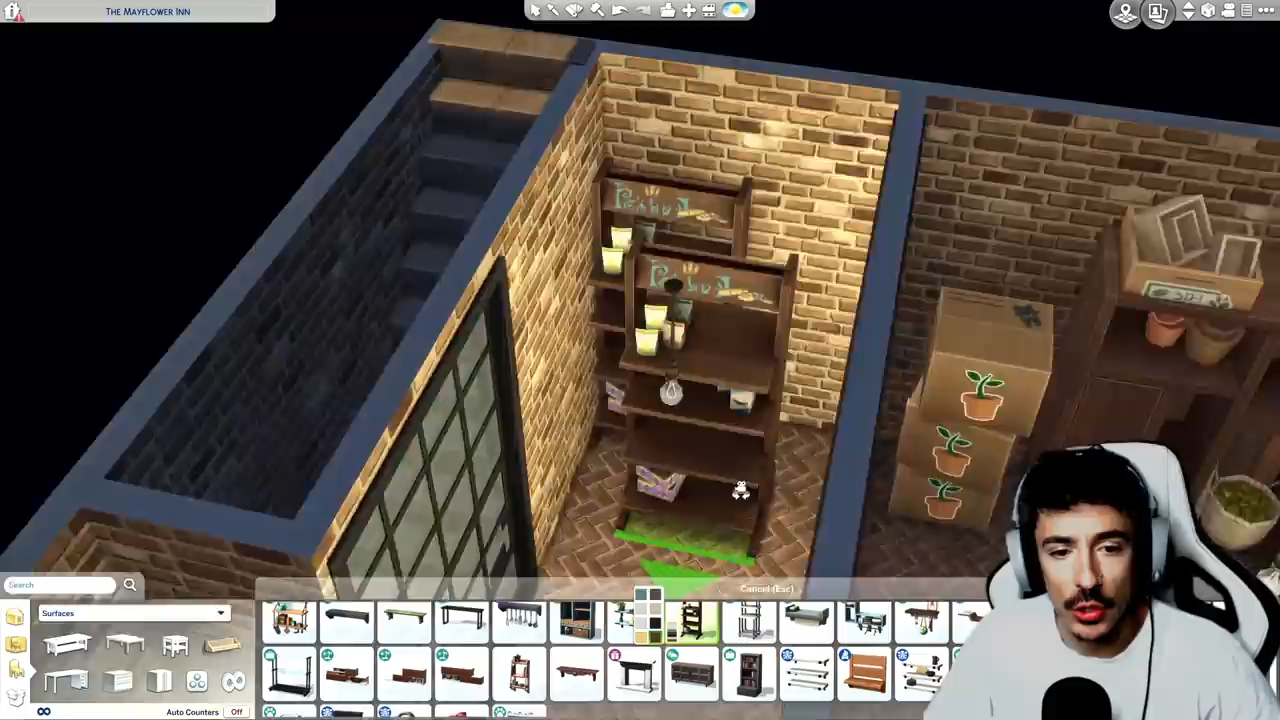 The Mayflower Inn
Cancel (Esc)
Search
Surfaces
Auto Counters
Off